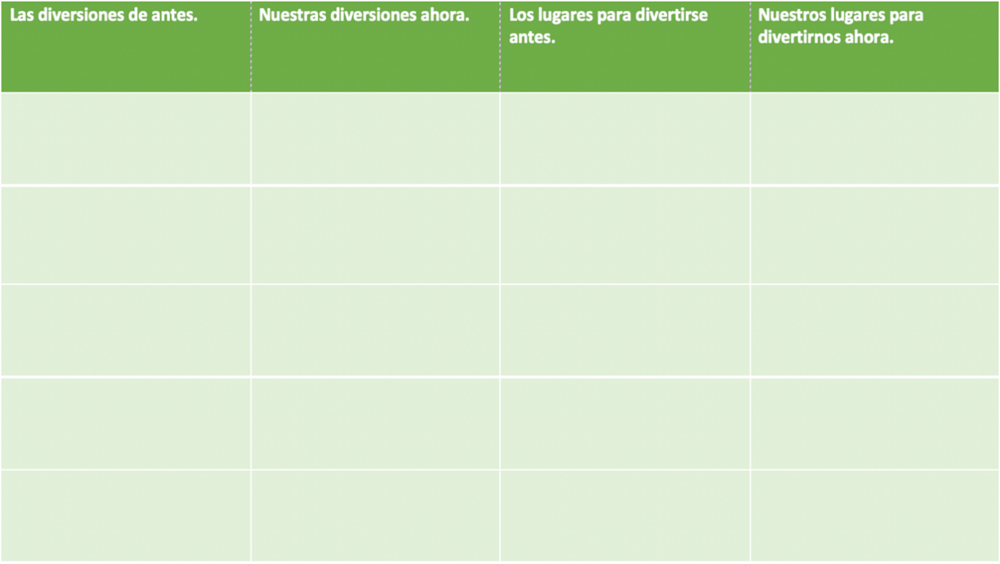 Las diversiones de antes.
Nuestras diversiones ahora.
Los lugares para divertirse
antes.
Nuestros lugares para
divertirnos ahora.